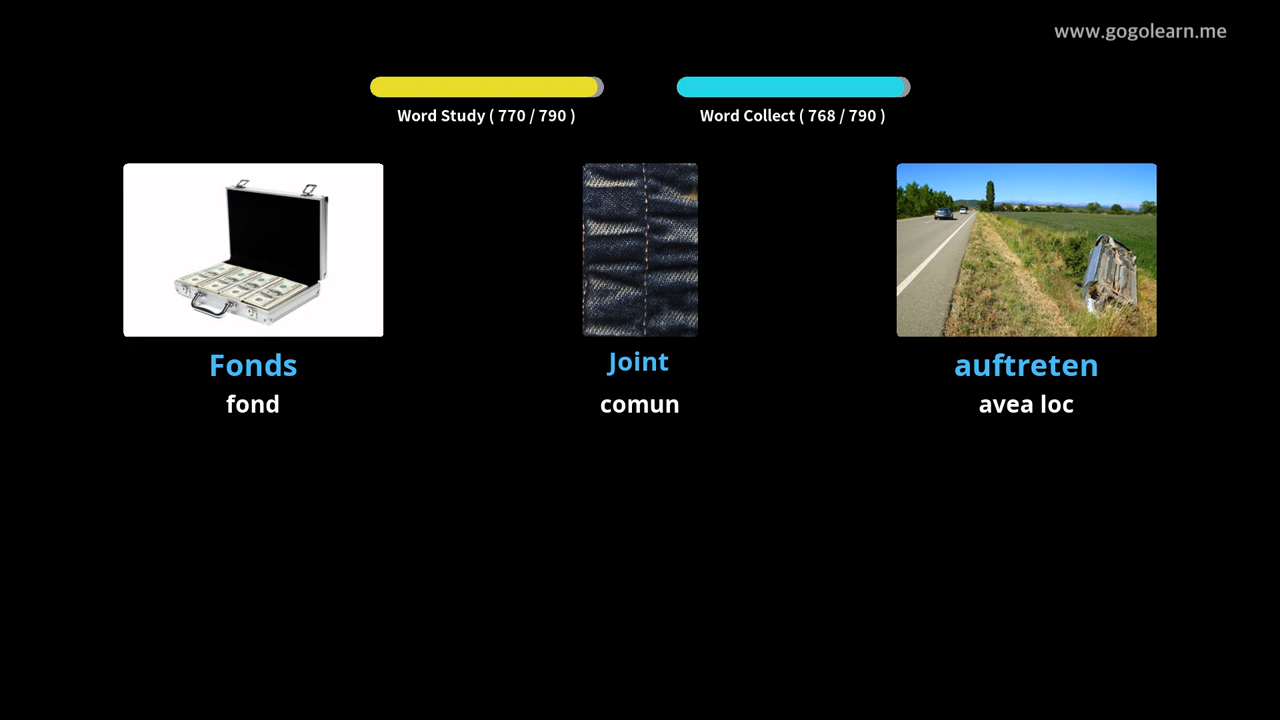 www.gogolearn.me
Word Study ( 770 / 790 )
Word Collect ( 768 / 790 )
Fonds
fond
Joint
comun
auftreten
avea loc